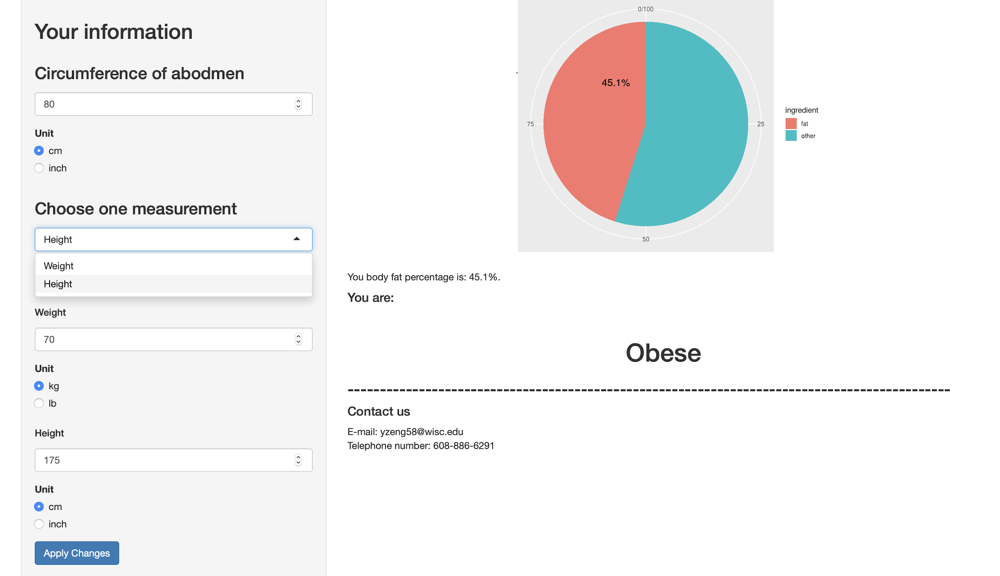 Your information
Circumference of abodmen
80
Unit
cm
inch
Choose one measurement
Height
Weight
Height
Weight
70
Unit
kg
lb
Height
175
Unit
cm
inch
Apply Changes
0/100
45.1%
75
25
50
ingredient
fat
other
You body fat percentage is: 45.1%.
You are:
Obese
Contact us
E-mail: yzeng58@wisc.edu
Telephone number: 608-886-6291